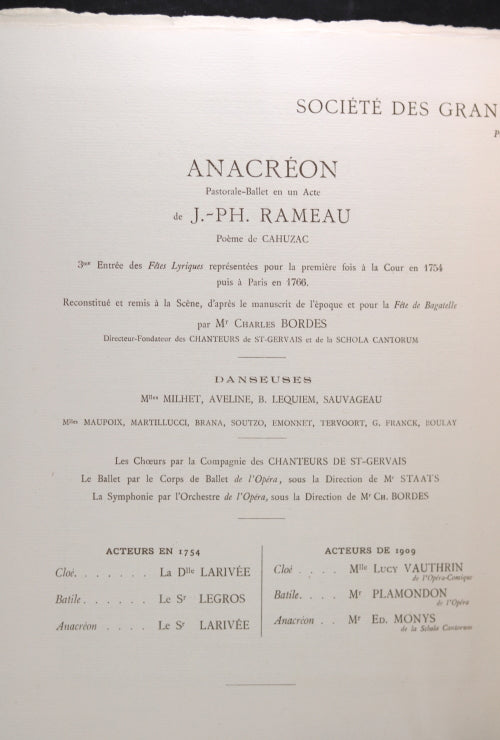 SOCIÉTÉ DES GRAN
P
ANACRÉON
Pastorale-Ballet en un Acte
de J.-PH. RAMEAU
Poème de CAHUZAC
3me Entrée des Fêtes Lyriques représentées pour la première fois à la Cour en 1754
puis à Paris en 1766.
Reconstitué et remis à la Scène, d'après le manuscrit de l'époque et pour la Fête de Bagatelle
par Mr CHARLES BORDES
Directeur-Fondateur des CHANTEURS de ST-GERVAIS et de la SCHOLA CANTORUM
DANSEUSES
Mlles MILHET, AVELINE, B. LEQUIEM, SAUVAGEAU
Mlles MAUPOIX, MARTILLUCCI, BRANA, SOUTZO, EMONNET, TERVOORT, G. FRANCK, BOULAY
Les Chœurs par la Compagnie des CHANTEURS DE ST-GERVAIS
Le Ballet par le Corps de Ballet de l'Opéra, sous la Direction de Mr STAATS
La Symphonie par l'Orchestre de l'Opéra, sous la Direction de Mr CH. BORDES
ACTEURS EN 1754
Cloé. . . . . . . La Dlle LARIVÉE
Batile. . . . . . Le Sr LEGROS
Anacréon . . . . Le Sr LARIVÉE
ACTEURS DE 1909
Cloé . . . . Mlle LUCY VAUTHRIN
de l'Opéra-Comique
Batile. . . . Mr PLAMONDON
de l'Opéra
Anacréon . . Mr ED. MONYS
de la Schola Cantorum